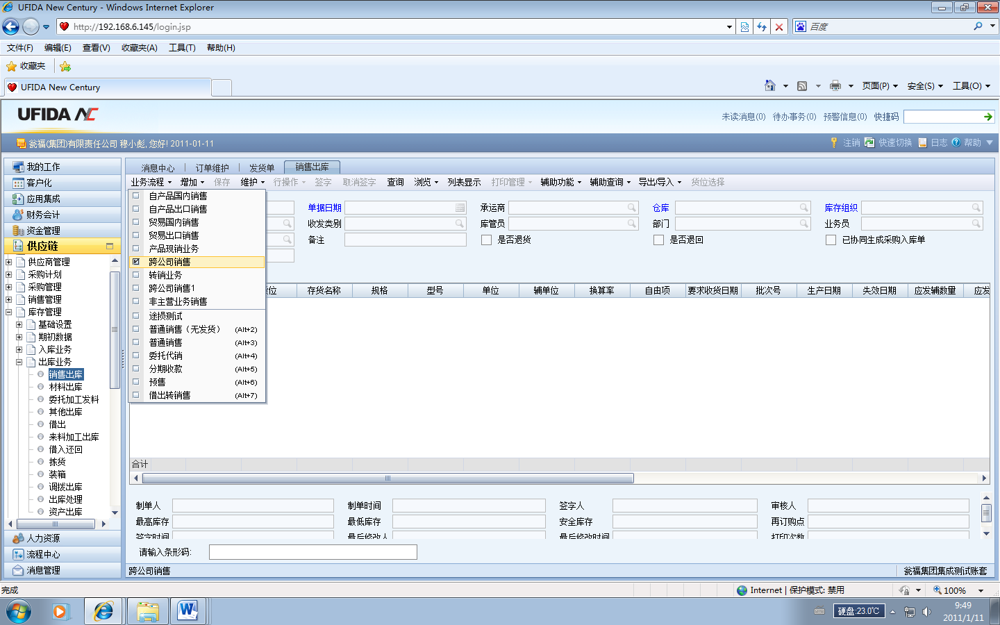 UFIDA New Century - Windows Internet Explorer
http://192.168.6.145/login.jsp
百度
文件(F) 编辑(E) 查看(V) 收藏夹(A) 工具(T) 帮助(H)
收藏夹
UFIDA New Century
页面(P) 安全(S) 工具(O)
UFIDA NC
未读消息(0) 待办事务(0) 预警信息(0) 快捷码
瓮福(集团)有限责任公司 穆小彪, 您好! 2011-01-11
注销 快速切换 日志 帮助
我的工作
客户化
应用集成
财务会计
资金管理
供应链
供应商管理
采购计划
采购管理
销售管理
库存管理
基础设置
期初数据
入库业务
出库业务
销售出库
材料出库
委托加工发料
其他出库
借出
来料加工出库
借入还回
拣货
装箱
调拨出库
出库处理
资产出库
人力资源
流程中心
消息管理
消息中心 订单维护 发货单 销售出库
业务流程 增加 保存 维护 行操作 签字 取消签字 查询 浏览 列表显示 打印管理 辅助功能 辅助查询 导出/导入 货位选择
自产品国内销售
自产品出口销售
贸易国内销售
贸易出口销售
产品现销业务
跨公司销售
转销业务
跨公司销售1
非主营业务销售
途损测试
普通销售（无发货） (Alt+2)
普通销售 (Alt+3)
委托代销 (Alt+4)
分期收款 (Alt+5)
预售 (Alt+6)
借出转销售 (Alt+7)
单据日期 承运商 仓库 库存组织
收发类别 库管员 部门 业务员
备注 是否退货 是否退回 已协同生成采购入库单
位 存货名称 规格 型号 单位 辅单位 换算率 自由项 要求收货日期 批次号 生产日期 失效日期 应发辅数量 应发
合计
制单人 制单时间 签字人 审核人
最高库存 最低库存 安全库存 再订购点
签字时间 最后修改人 最后修改时间 打印次数
请输入条形码:
跨公司销售 瓮福集团集成测试账套
完成 Internet | 保护模式: 禁用 100%
硬盘:23.0℃
9:49
2011/1/11